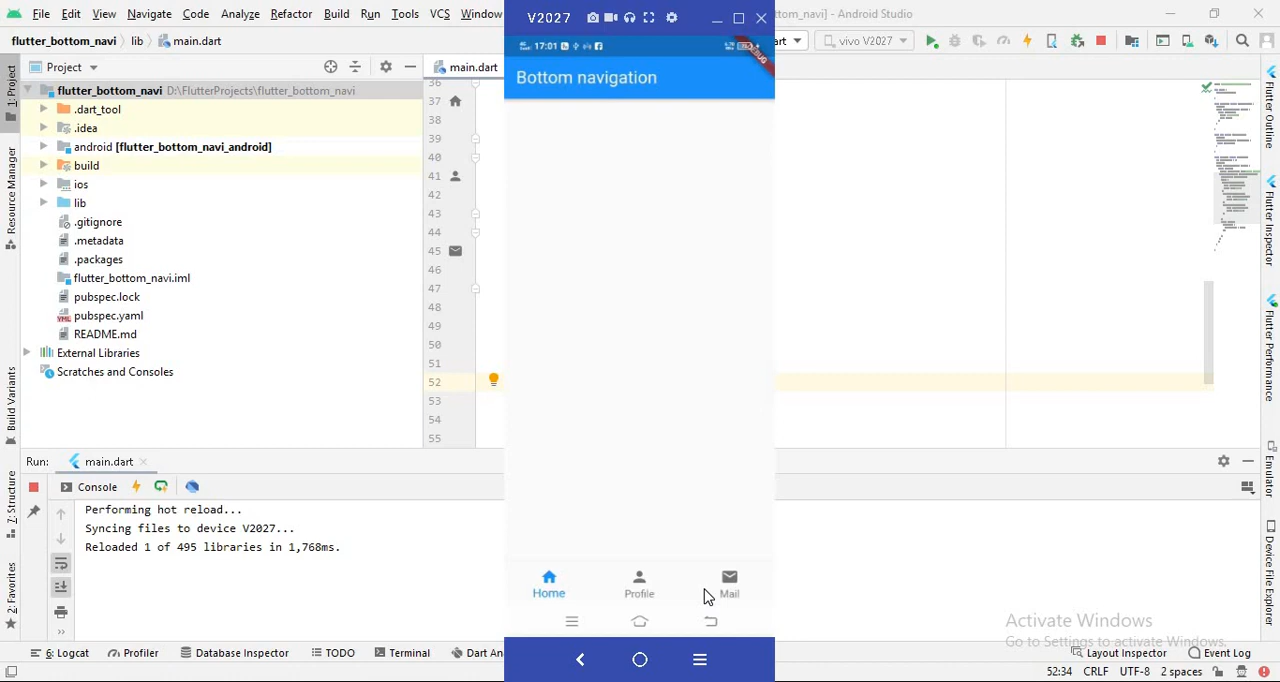 File Edit View Navigate Code Analyze Refactor Build Run Tools VCS Window
V2027
tom_navi] - Android Studio
flutter_bottom_navi lib main.dart
vivo V2027
Project
main.dart
17:01
DEBUG
Bottom navigation
1: Project
Resource Manager
Build Variants
7: Structure
2: Favorites
flutter_bottom_navi D:\FlutterProjects\flutter_bottom_navi
.dart_tool
.idea
android [flutter_bottom_navi_android]
build
ios
lib
.gitignore
.metadata
.packages
flutter_bottom_navi.iml
pubspec.lock
pubspec.yaml
README.md
External Libraries
Scratches and Consoles
36
37
38
39
40
41
42
43
44
45
46
47
48
49
50
51
52
53
54
55
Flutter Outline
Flutter Inspector
Flutter Performance
Emulator
Device File Explorer
Run: main.dart
Console
Performing hot reload...
Syncing files to device V2027...
Reloaded 1 of 495 libraries in 1,768ms.
Home Profile Mail
Activate Windows
Go to Settings to activate Windows.
6: Logcat Profiler Database Inspector TODO Terminal Dart An
Layout Inspector Event Log
52:34 CRLF UTF-8 2 spaces